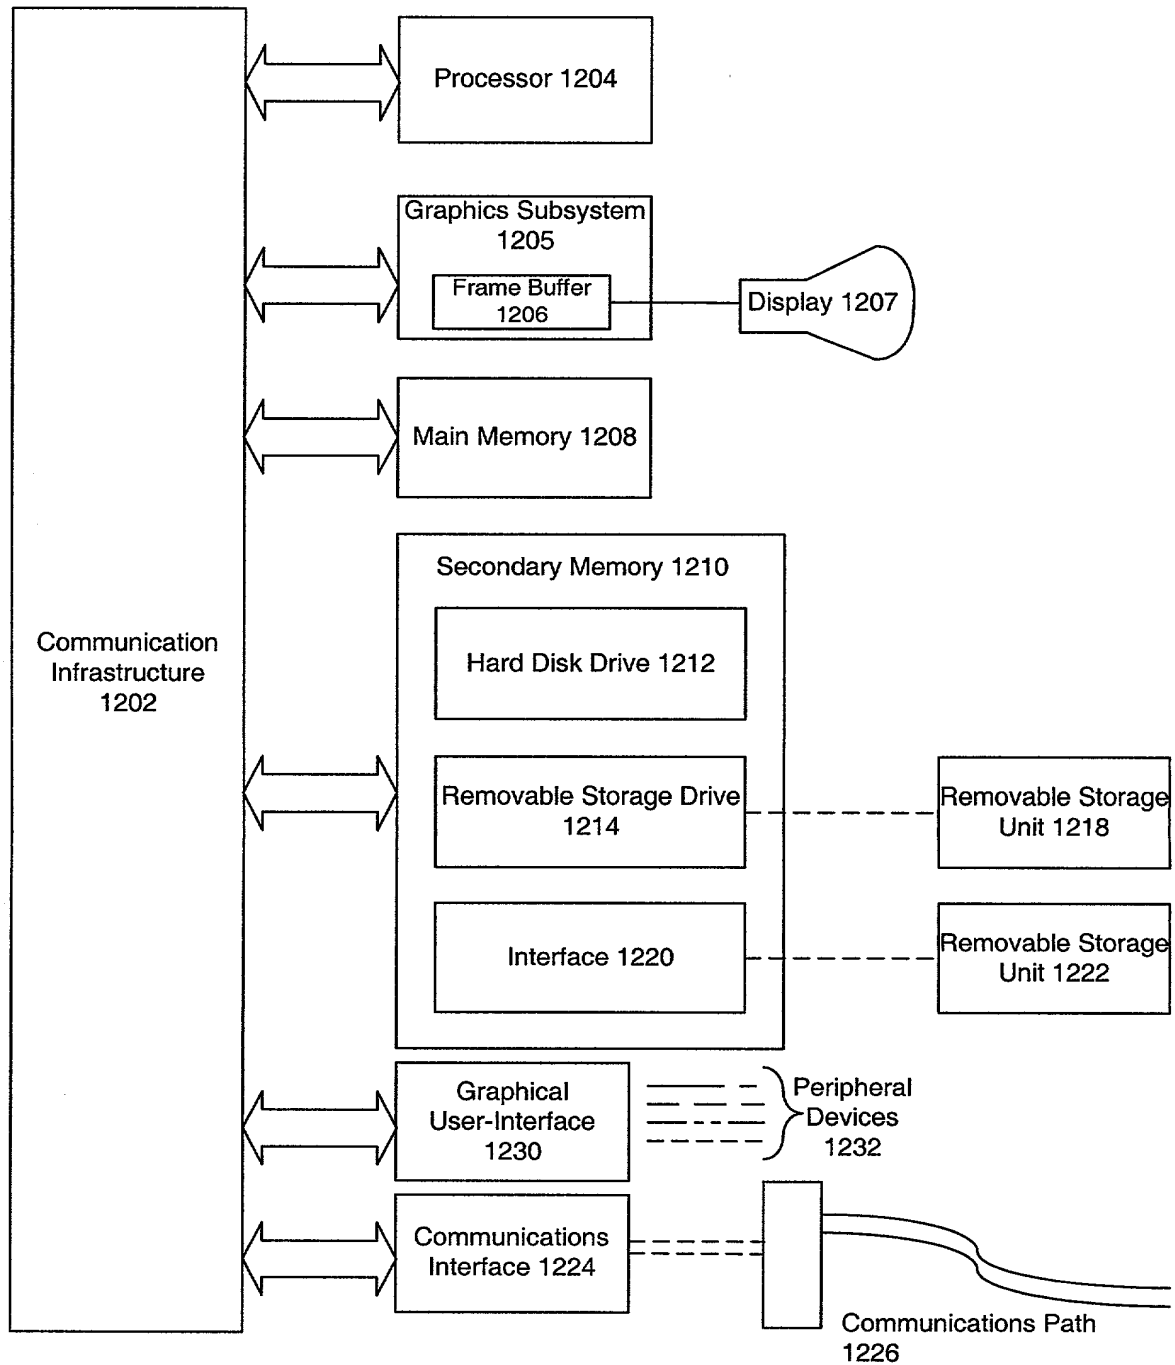 Processor 1204
Graphics Subsystem
1205
Frame Buffer
1206
Display 1207
Main Memory 1208
Secondary Memory 1210
Hard Disk Drive 1212
Communication
Infrastructure
1202
Removable Storage Drive
1214
Removable Storage
Unit 1218
Interface 1220
Removable Storage
Unit 1222
Graphical
User-Interface
1230
Peripheral
Devices
1232
Communications
Interface 1224
Communications Path
1226